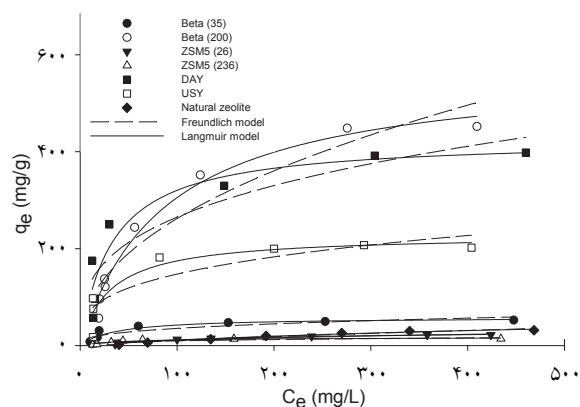 Beta (35)
Beta (200)
ZSM5 (26)
ZSM5 (236)
DAY
USY
Natural zeolite
Freundlich model
Langmuir model
qe (mg/g)
۶۰۰
۴۰۰
۲۰۰
۰
۰ ۱۰۰ ۲۰۰ ۳۰۰ ۴۰۰ ۵۰۰
Ce (mg/L)